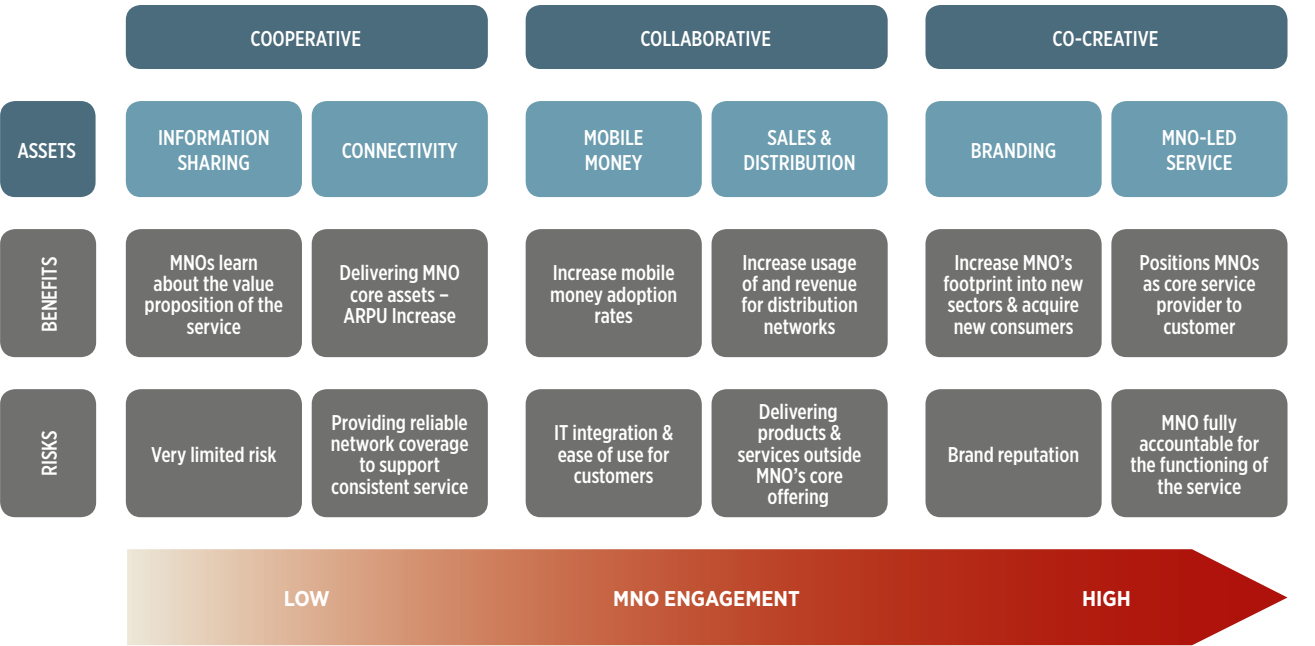 COOPERATIVE
COLLABORATIVE
CO-CREATIVE
ASSETS
INFORMATION
SHARING
CONNECTIVITY
MOBILE
MONEY
SALES &
DISTRIBUTION
BRANDING
MNO-LED
SERVICE
BENEFITS
MNOs learn
about the value
proposition of the
service
Delivering MNO
core assets –
ARPU Increase
Increase mobile
money adoption
rates
Increase usage
of and revenue
for distribution
networks
Increase MNO’s
footprint into new
sectors & acquire
new consumers
Positions MNOs
as core service
provider to
customer
RISKS
Very limited risk
Providing reliable
network coverage
to support
consistent service
IT integration &
ease of use for
customers
Delivering
products &
services outside
MNO’s core
offering
Brand reputation
MNO fully
accountable for
the functioning of
the service
LOW
MNO ENGAGEMENT
HIGH